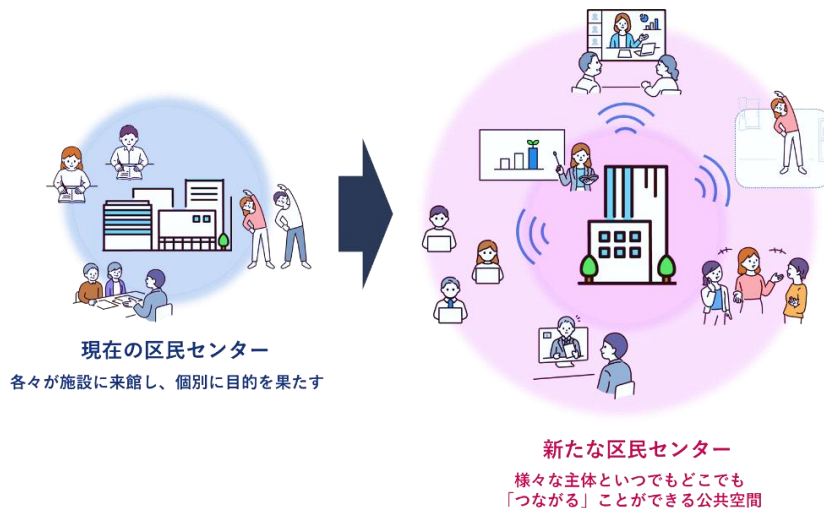 現在の区民センター
各々が施設に来館し、個別に目的を果たす
新たな区民センター
様々な主体といつでもどこでも
「つながる」ことができる公共空間